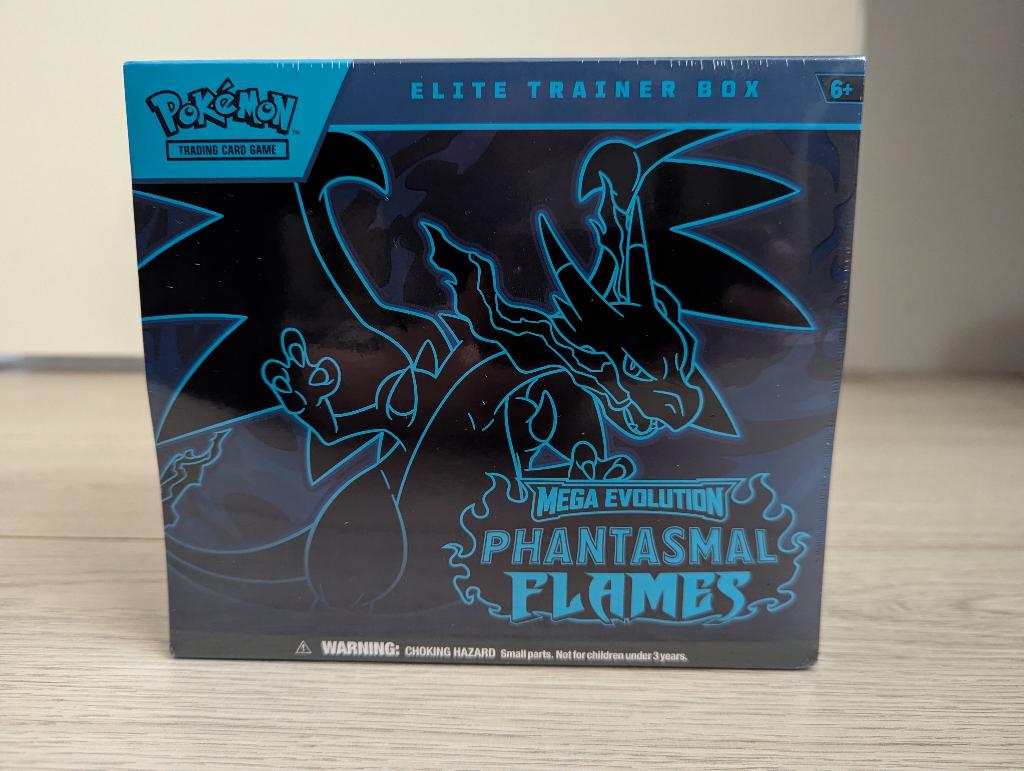 POKéMON™
TRADING CARD GAME
ELITE TRAINER BOX
6+
MEGA EVOLUTION
PHANTASMAL
FLAMES
⚠ WARNING: CHOKING HAZARD Small parts. Not for children under 3 years.